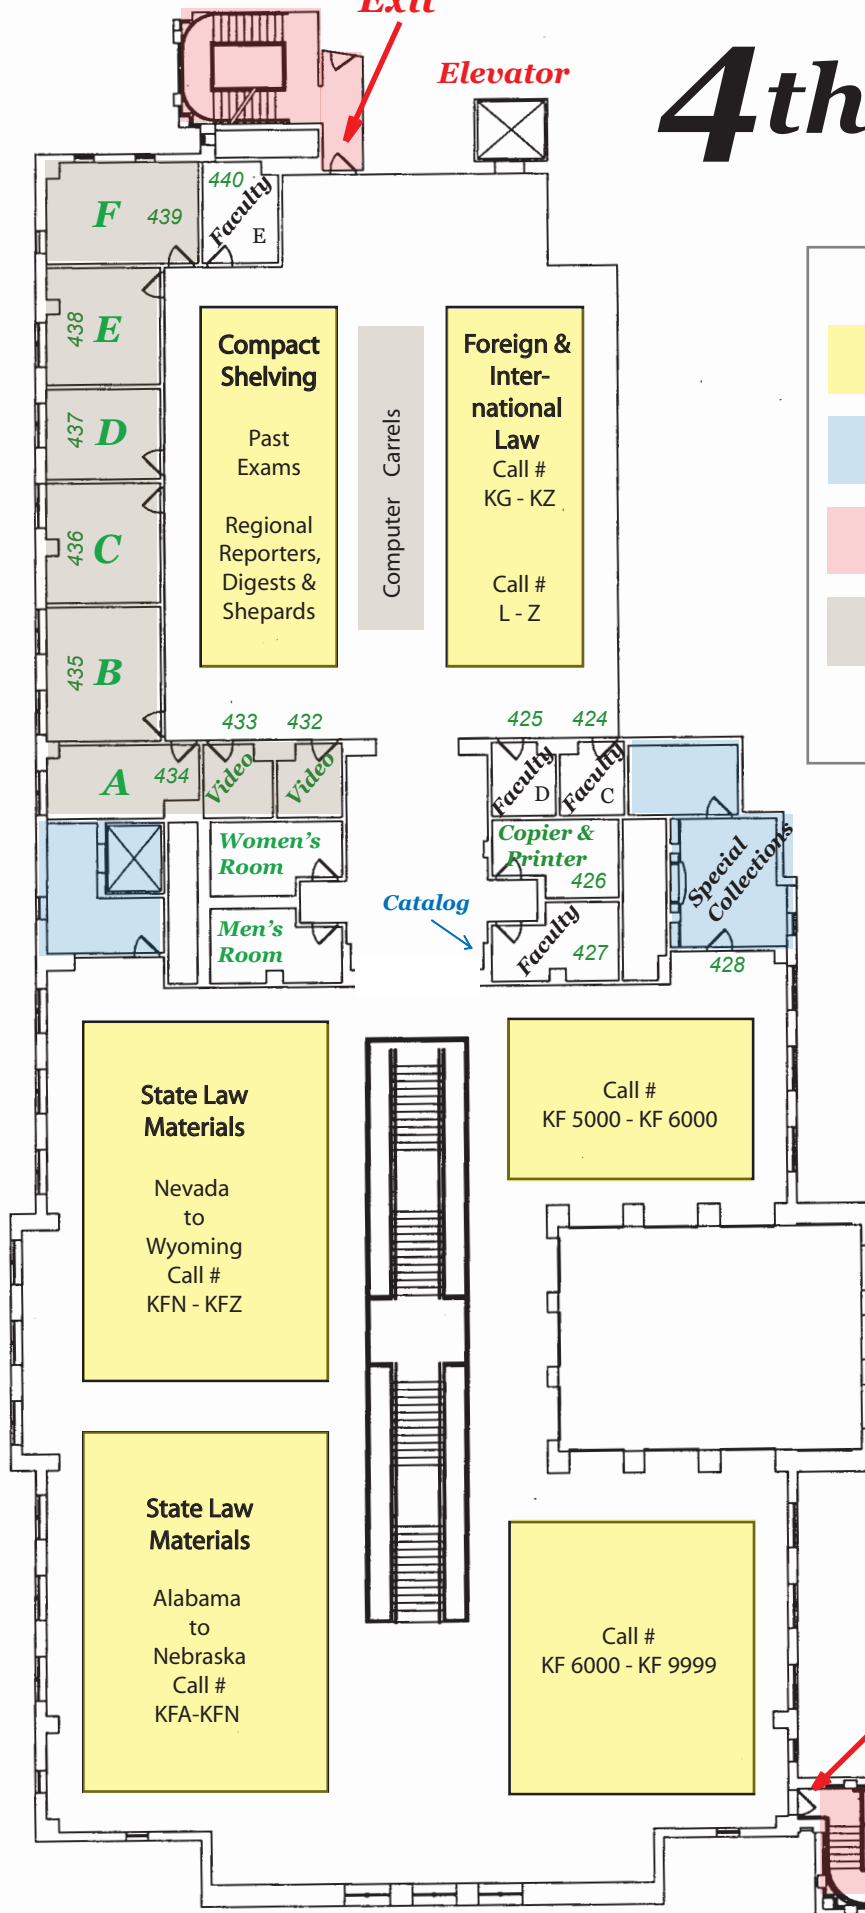 Exit
Elevator
4th
440
Faculty
E
F
439
438
E
437
D
436
C
435
B
A
434
Compact
Shelving
Past
Exams
Regional
Reporters,
Digests &
Shepards
Computer Carrels
Foreign &
Inter-
national
Law
Call #
KG - KZ
Call #
L - Z
433
432
Video
Video
425
424
Faculty
D
Faculty
C
Women's
Room
Men's
Room
Copier &
Printer
426
Catalog
Faculty
427
Special
Collections
428
State Law
Materials
Nevada
to
Wyoming
Call #
KFN - KFZ
Call #
KF 5000 - KF 6000
State Law
Materials
Alabama
to
Nebraska
Call #
KFA-KFN
Call #
KF 6000 - KF 9999